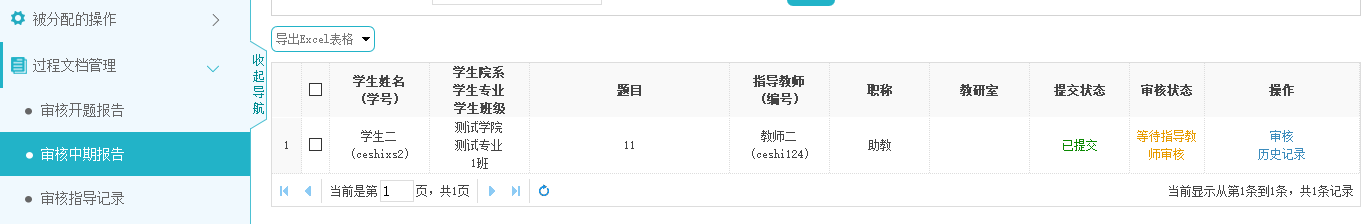 被分配的操作
过程文档管理
审核开题报告
审核中期报告
审核指导记录
收起导航
导出Excel表格
学生姓名
(学号)
学生院系
学生专业
学生班级
题目
指导教师
(编号)
职称
教研室
提交状态
审核状态
操作
1
学生二
(ceshixs2)
测试学院
测试专业
1班
11
教师二
(ceshi124)
助教
已提交
等待指导教
师审核
审核
历史记录
当前是第 1 页，共1页
当前显示从第1条到1条，共1条记录